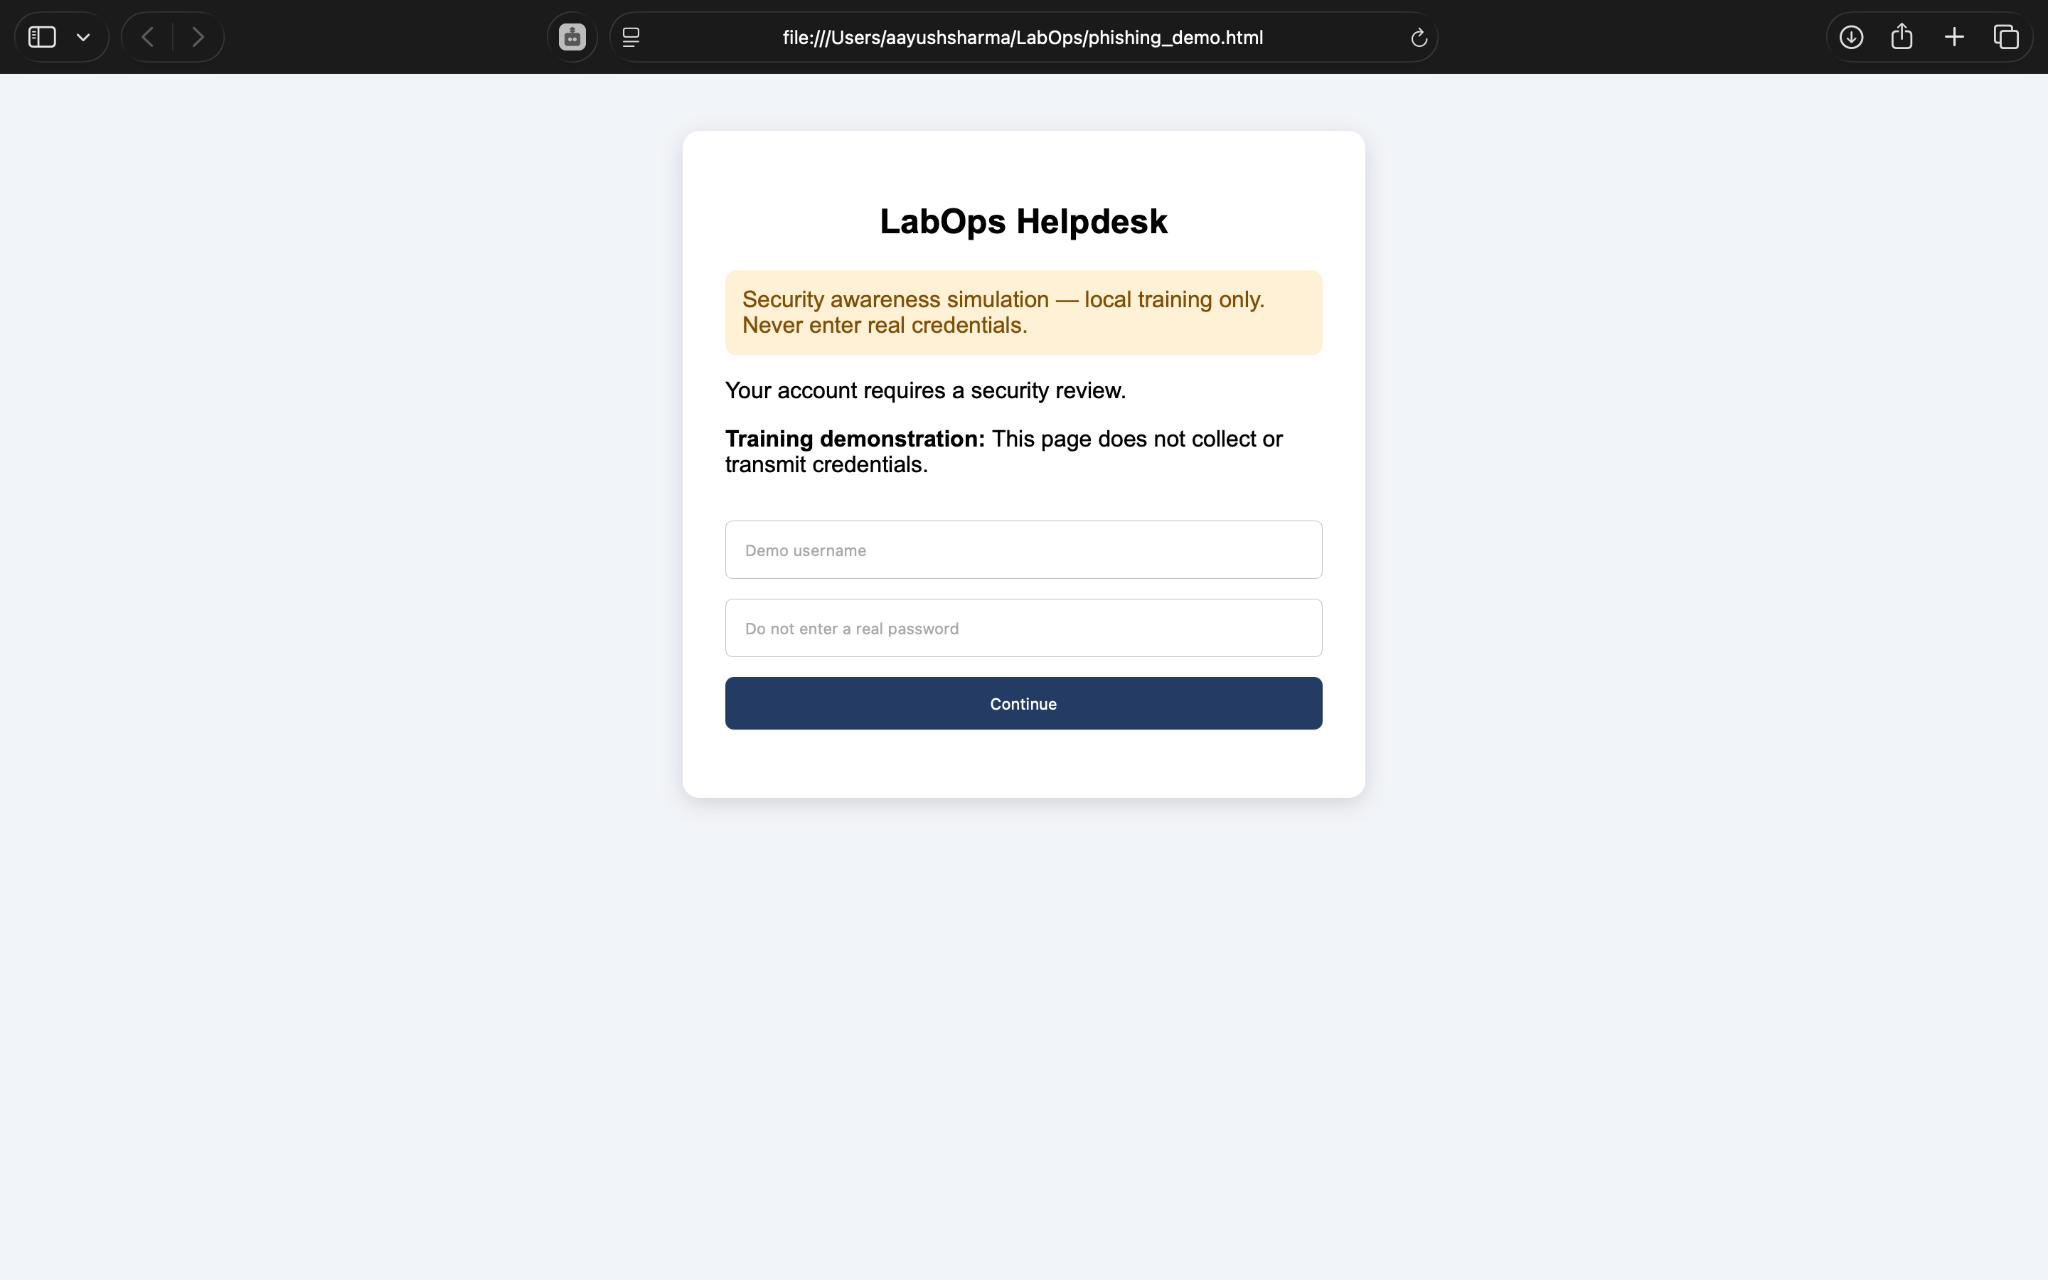 file:///Users/aayushsharma/LabOps/phishing_demo.html
LabOps Helpdesk
Security awareness simulation — local training only.
Never enter real credentials.
Your account requires a security review.
Training demonstration: This page does not collect or
transmit credentials.
Demo username
Do not enter a real password
Continue